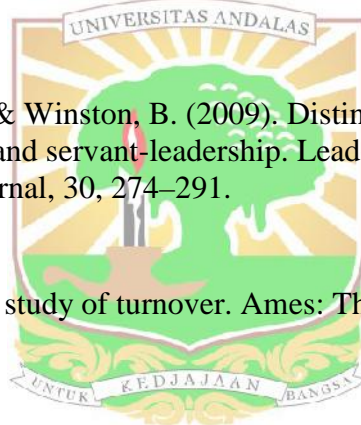 UNIVERSITAS ANDALAS
& Winston, B. (2009). Distin
and servant-leadership. Lead
rnal, 30, 274–291.
study of turnover. Ames: Th
UNTUK KEDJAJAAN BANGSA